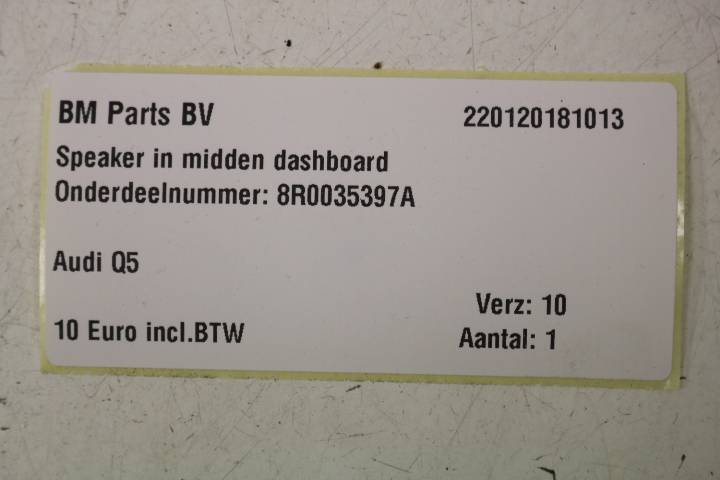 BM Parts BV 220120181013
Speaker in midden dashboard
Onderdeelnummer: 8R0035397A
Audi Q5
Verz: 10
10 Euro incl.BTW Aantal: 1